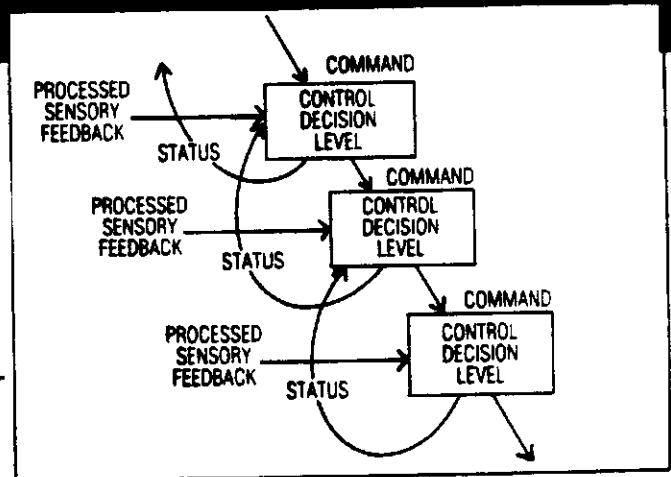 COMMAND
PROCESSED
SENSORY
FEEDBACK
CONTROL
DECISION
LEVEL
STATUS
COMMAND
PROCESSED
SENSORY
FEEDBACK
CONTROL
DECISION
LEVEL
STATUS
COMMAND
PROCESSED
SENSORY
FEEDBACK
CONTROL
DECISION
LEVEL
STATUS